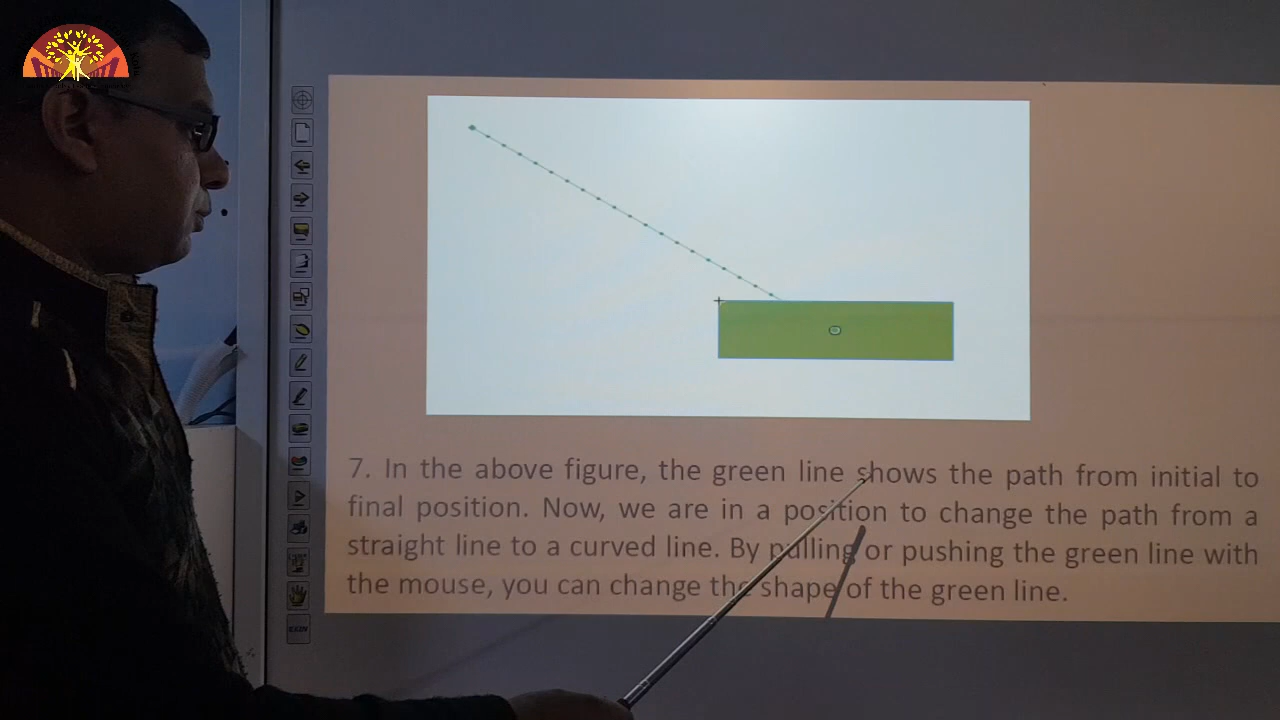 7. In the above figure, the green line shows the path from initial to
final position. Now, we are in a position to change the path from a
straight line to a curved line. By pulling or pushing the green line with
the mouse, you can change the shape of the green line.